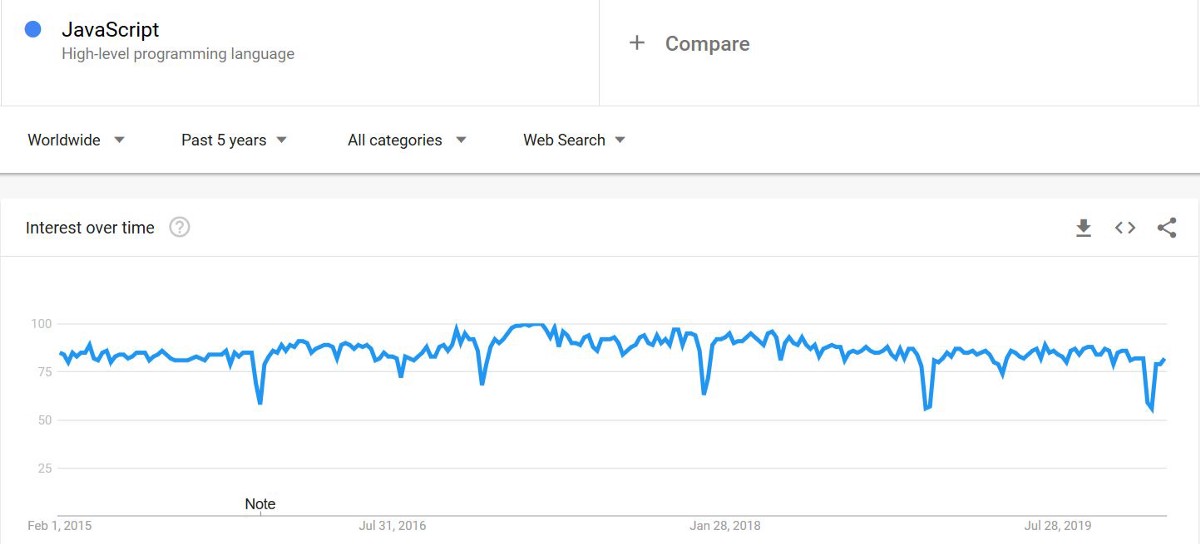 JavaScript
High-level programming language
+ Compare
Worldwide Past 5 years All categories Web Search
Interest over time ?
100
75
50
25
Note
Feb 1, 2015 Jul 31, 2016 Jan 28, 2018 Jul 28, 2019